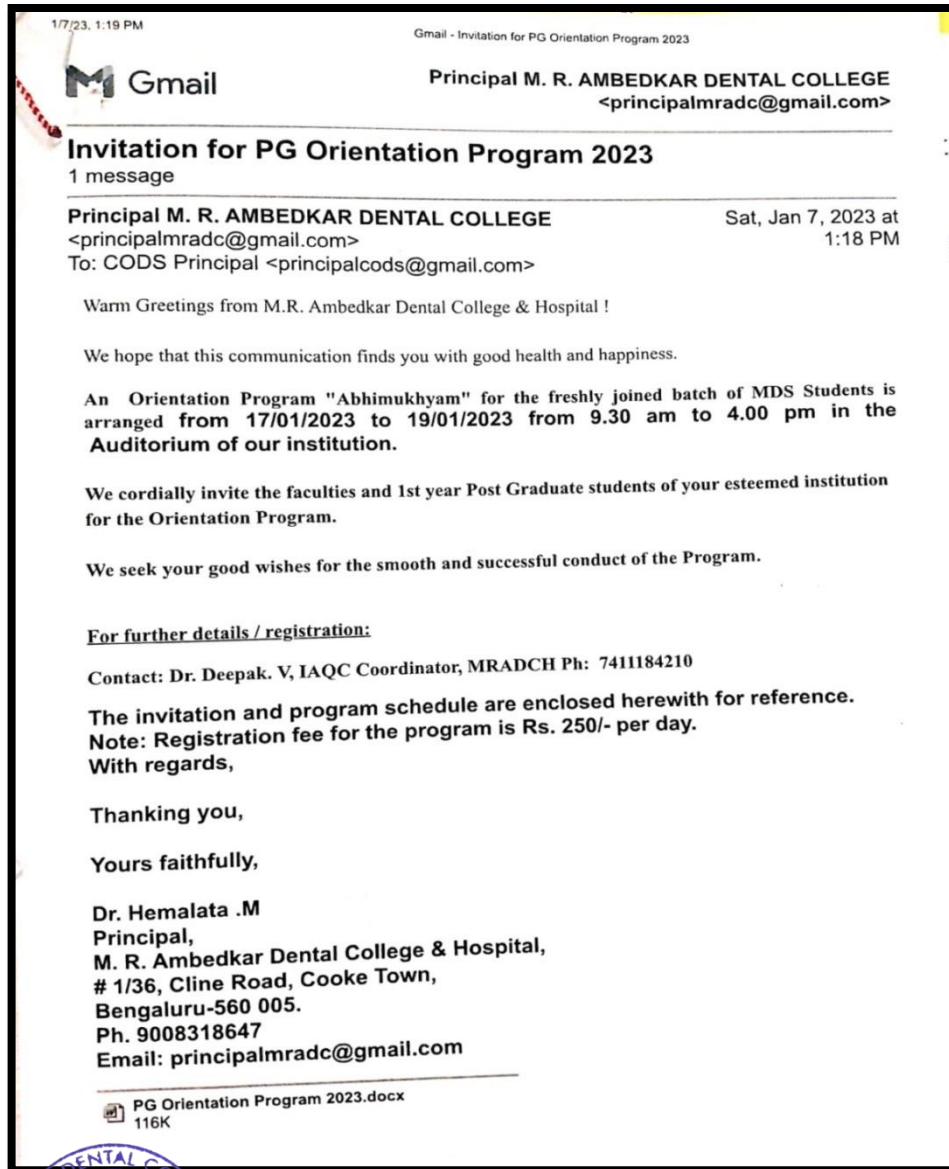 1/7/23, 1:19 PM
Gmail - Invitation for PG Orientation Program 2023
Gmail
Principal M. R. AMBEDKAR DENTAL COLLEGE
<principalmradc@gmail.com>
Invitation for PG Orientation Program 2023
1 message
Principal M. R. AMBEDKAR DENTAL COLLEGE
<principalmradc@gmail.com>
To: CODS Principal <principalcods@gmail.com>
Sat, Jan 7, 2023 at
1:18 PM
Warm Greetings from M.R. Ambedkar Dental College & Hospital !
We hope that this communication finds you with good health and happiness.
An Orientation Program "Abhimukhyam" for the freshly joined batch of MDS Students is
arranged from 17/01/2023 to 19/01/2023 from 9.30 am to 4.00 pm in the
Auditorium of our institution.
We cordially invite the faculties and 1st year Post Graduate students of your esteemed institution
for the Orientation Program.
We seek your good wishes for the smooth and successful conduct of the Program.
For further details / registration:
Contact: Dr. Deepak. V, IAQC Coordinator, MRADCH Ph: 7411184210
The invitation and program schedule are enclosed herewith for reference.
Note: Registration fee for the program is Rs. 250/- per day.
With regards,
Thanking you,
Yours faithfully,
Dr. Hemalata .M
Principal,
M. R. Ambedkar Dental College & Hospital,
# 1/36, Cline Road, Cooke Town,
Bengaluru-560 005.
Ph. 9008318647
Email: principalmradc@gmail.com
PG Orientation Program 2023.docx
116K
DENTAL